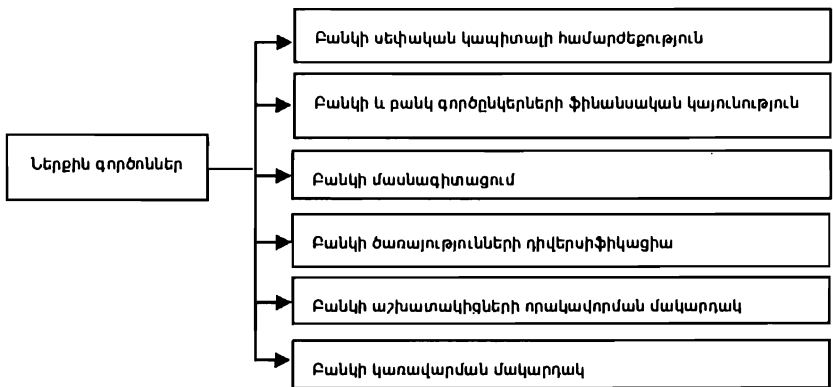 Ներքին գործոններ
Բանկի սեփական կապիտալի համարժեքություն
Բանկի և բանկ գործընկերների ֆինանսական կայունություն
Բանկի մասնագիտացում
Բանկի ծառայությունների դիվերսիֆիկացիա
Բանկի աշխատակիցների որակավորման մակարդակ
Բանկի կառավարման մակարդակ